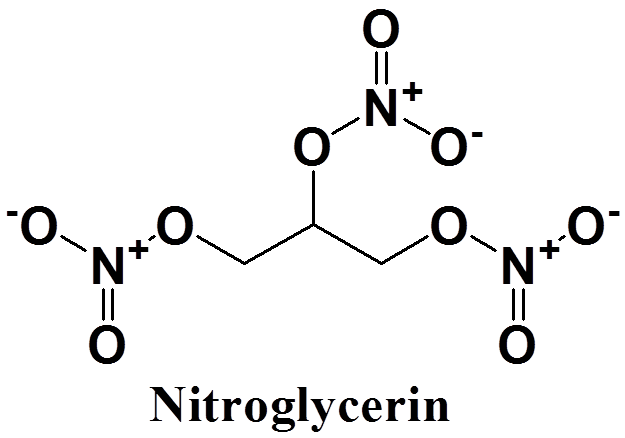 O
N+
O O-
-O O O O-
N+ N+
O O
Nitroglycerin